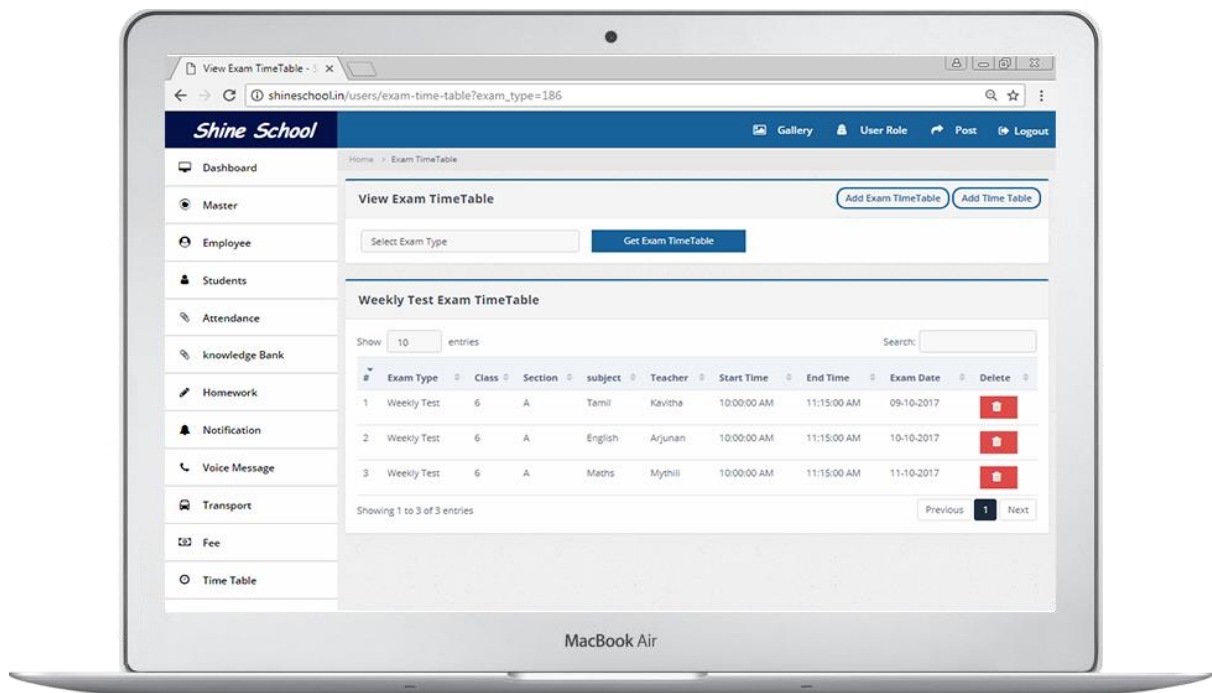 View Exam TimeTable -
shineschool.in/users/exam-time-table?exam_type=186
Shine School
Gallery User Role Post Logout
Home > Exam TimeTable
Dashboard
Master
Employee
Students
Attendance
knowledge Bank
Homework
Notification
Voice Message
Transport
Fee
Time Table
View Exam TimeTable
Add Exam TImeTable Add TIme Table
Select Exam Type Get Exam TimeTable
Weekly Test Exam TimeTable
Show 10 entries Search:
# Exam Type Class Section subject Teacher Start Time End Time Exam Date Delete
1 Weekly Test 6 A Tamil Kavitha 10:00:00 AM 11:15:00 AM 09-10-2017
2 Weekly Test 6 A English Arjunan 10:00:00 AM 11:15:00 AM 10-10-2017
3 Weekly Test 6 A Maths Mythili 10:00:00 AM 11:15:00 AM 11-10-2017
Showing 1 to 3 of 3 entries Previous 1 Next
MacBook Air